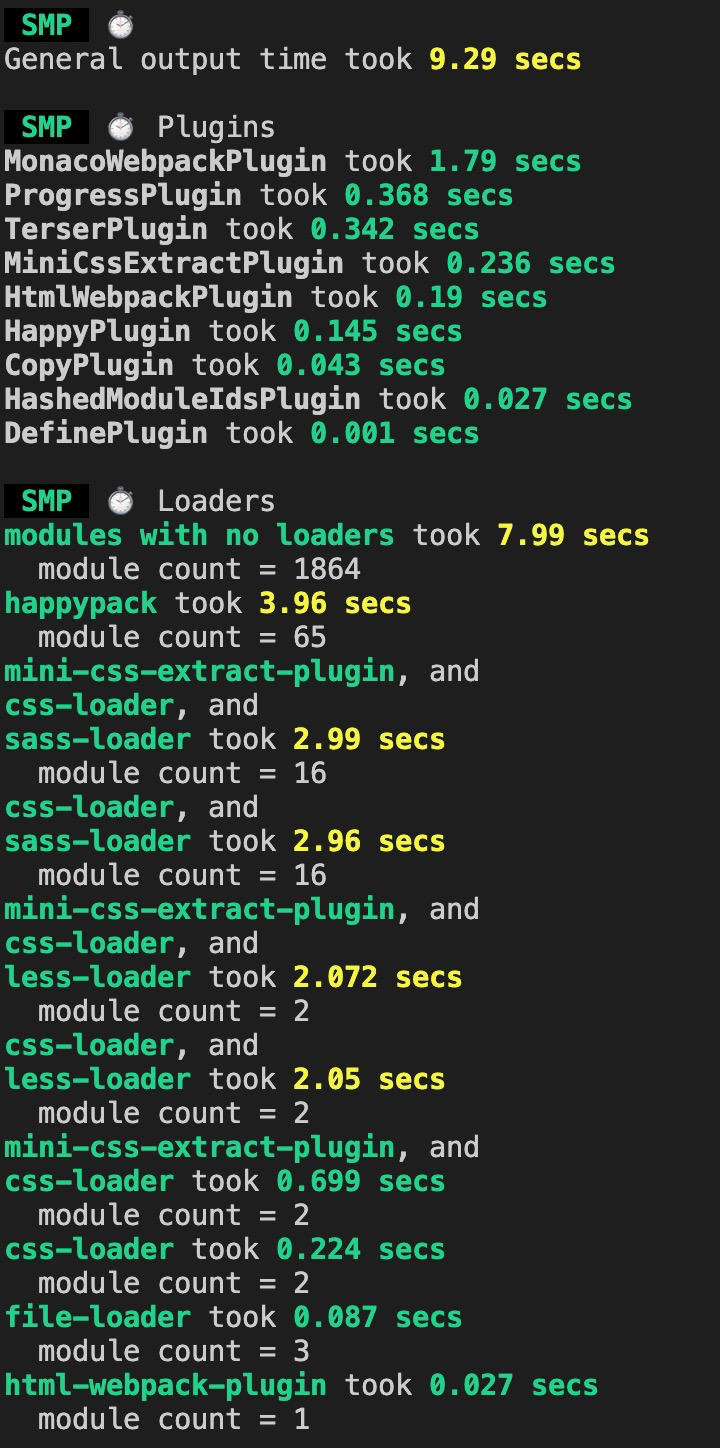 SMP ⏱
General output time took 9.29 secs
SMP ⏱ Plugins
MonacoWebpackPlugin took 1.79 secs
ProgressPlugin took 0.368 secs
TerserPlugin took 0.342 secs
MiniCssExtractPlugin took 0.236 secs
HtmlWebpackPlugin took 0.19 secs
HappyPlugin took 0.145 secs
CopyPlugin took 0.043 secs
HashedModuleIdsPlugin took 0.027 secs
DefinePlugin took 0.001 secs
SMP ⏱ Loaders
modules with no loaders took 7.99 secs
module count = 1864
happypack took 3.96 secs
module count = 65
mini-css-extract-plugin, and
css-loader, and
sass-loader took 2.99 secs
module count = 16
css-loader, and
sass-loader took 2.96 secs
module count = 16
mini-css-extract-plugin, and
css-loader, and
less-loader took 2.072 secs
module count = 2
css-loader, and
less-loader took 2.05 secs
module count = 2
mini-css-extract-plugin, and
css-loader took 0.699 secs
module count = 2
css-loader took 0.224 secs
module count = 2
file-loader took 0.087 secs
module count = 3
html-webpack-plugin took 0.027 secs
module count = 1